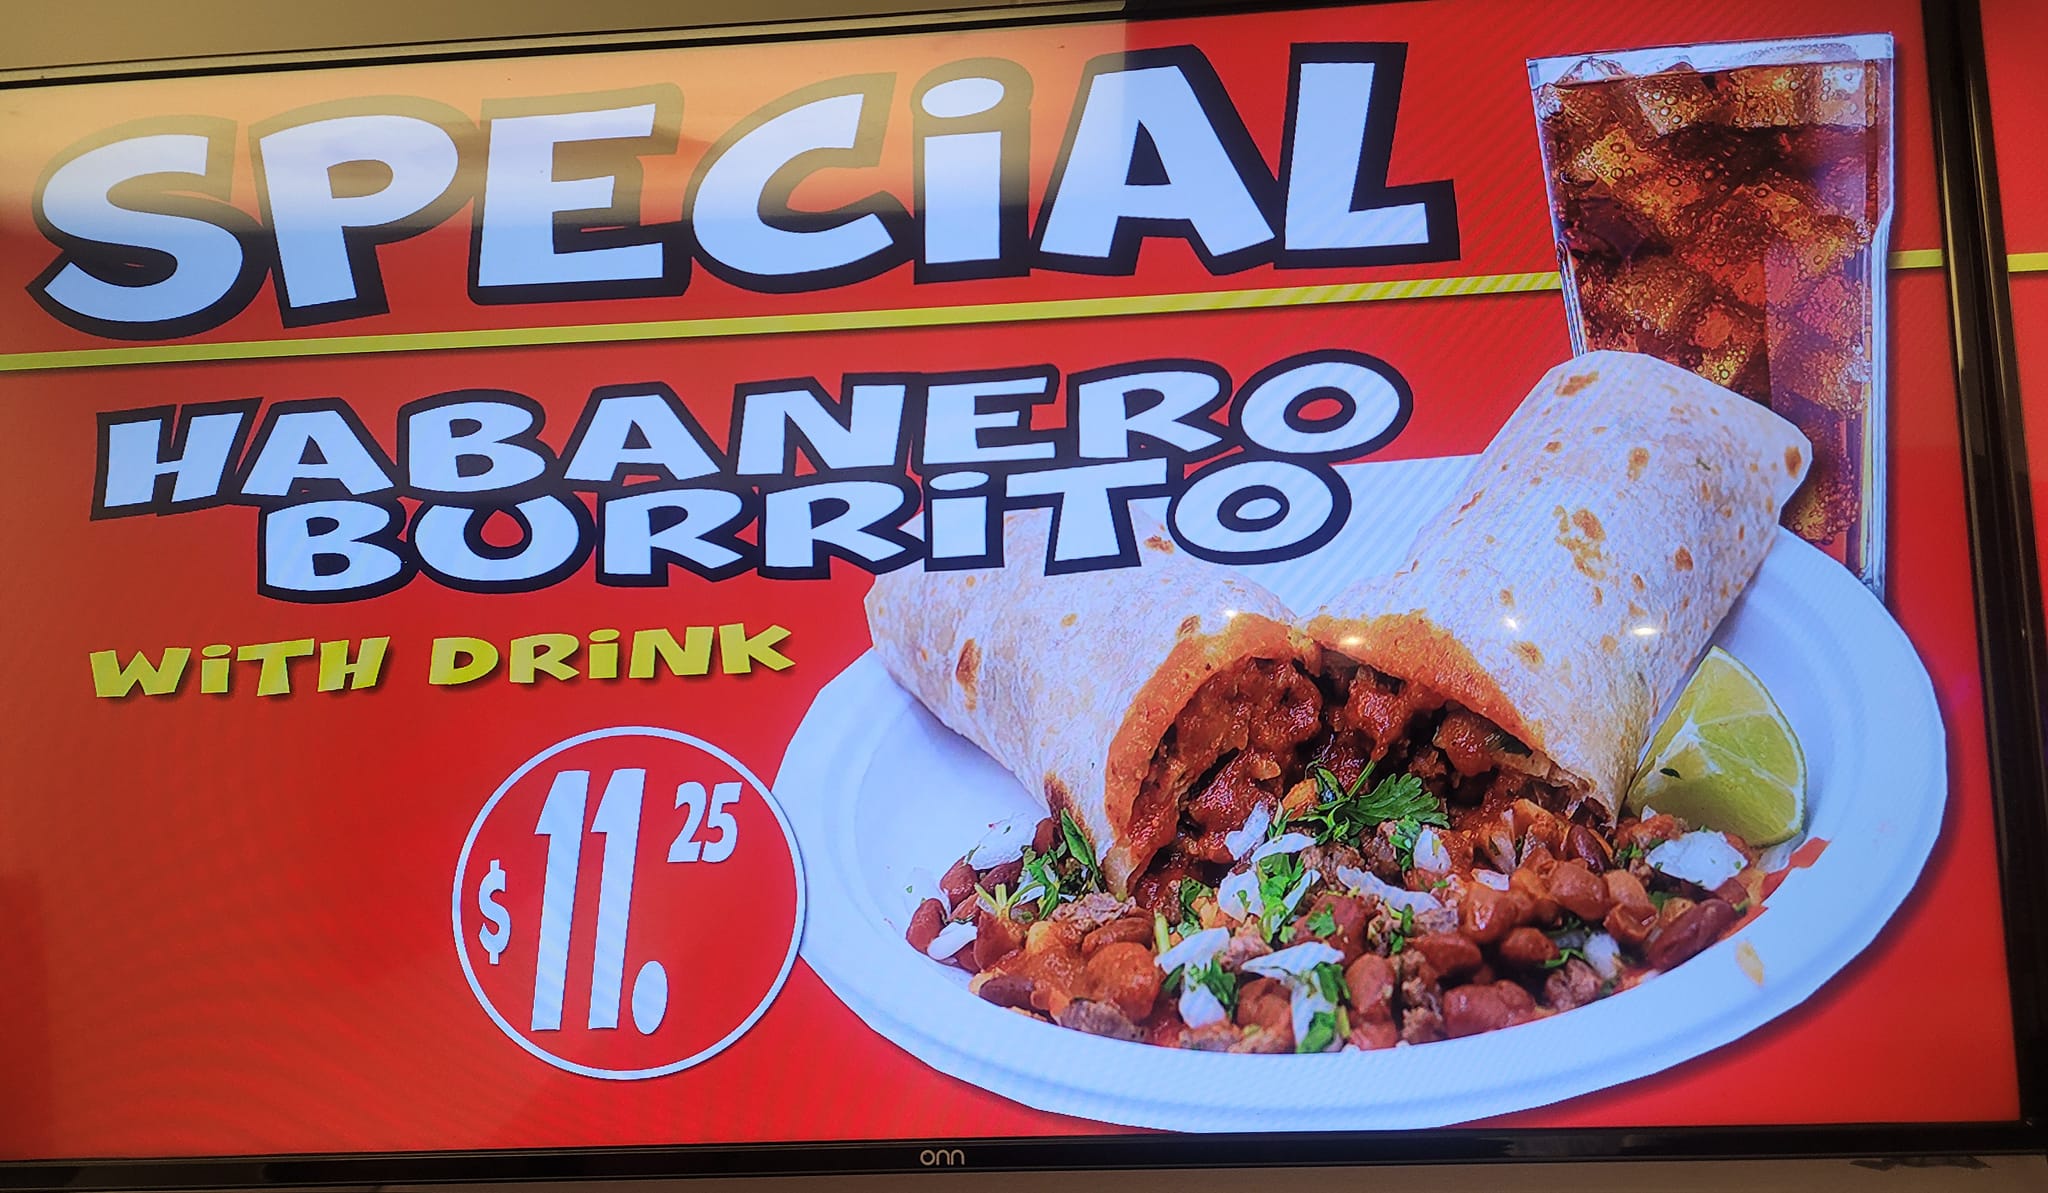 SPECiAL
HABANERO
BURRiTO
WiTH DRiNK
$11.25
onn